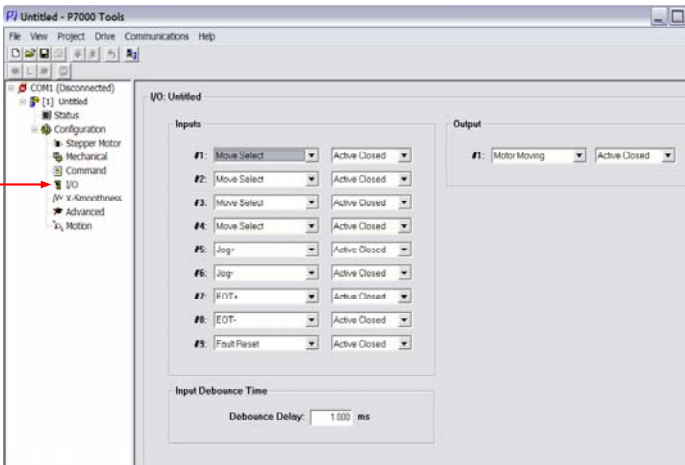 Untitled - P7000 Tools
File View Project Drive Communications Help
COM1 (Disconnected)
[1] Untitled
Status
Configuration
Stepper Motor
Mechanical
Command
I/O
X-Smoothness
Advanced
Motion
I/O: Untitled
Inputs
#1: Move Select Active Closed
#2: Move Select Active Closed
#3: Move Select Active Closed
#4: Move Select Active Closed
#5: Jog+ Active Closed
#6: Jog- Active Closed
#7: EOT+ Active Closed
#8: EOT- Active Closed
#9: Fault Reset Active Closed
Input Debounce Time
Debounce Delay: 1.000 ms
Output
#1: Motor Moving Active Closed